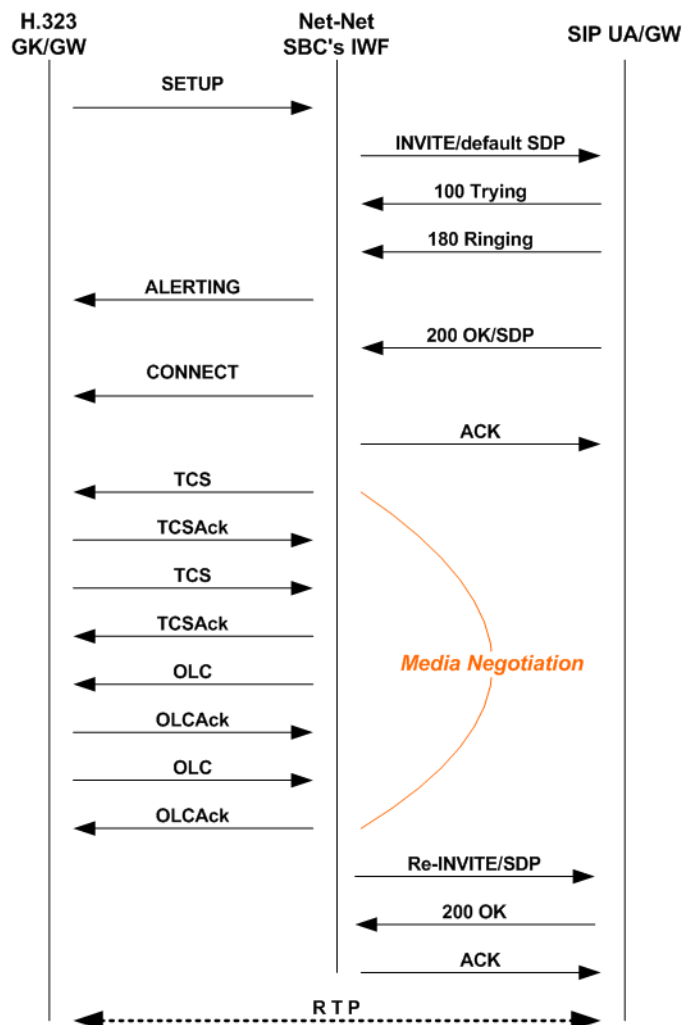 H.323
GK/GW
Net-Net
SBC's IWF
SIP UA/GW
SETUP
INVITE/default SDP
100 Trying
180 Ringing
ALERTING
200 OK/SDP
CONNECT
ACK
TCS
TCSAck
TCS
TCSAck
Media Negotiation
OLC
OLCAck
OLC
OLCAck
Re-INVITE/SDP
200 OK
ACK
R T P